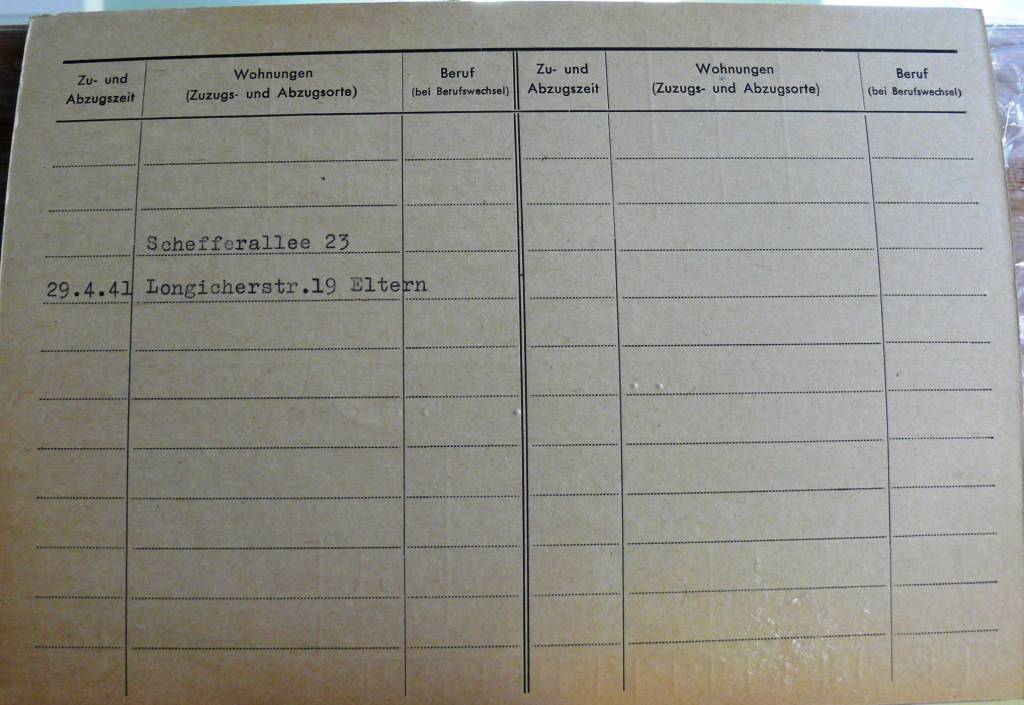 Zu- und Abzugszeit
Wohnungen
(Zuzugs- und Abzugsorte)
Beruf
(bei Berufswechsel)
Zu- und Abzugszeit
Wohnungen
(Zuzugs- und Abzugsorte)
Beruf
(bei Berufswechsel)
Schefferallee 23
29.4.41 Longicherstr.19 Eltern